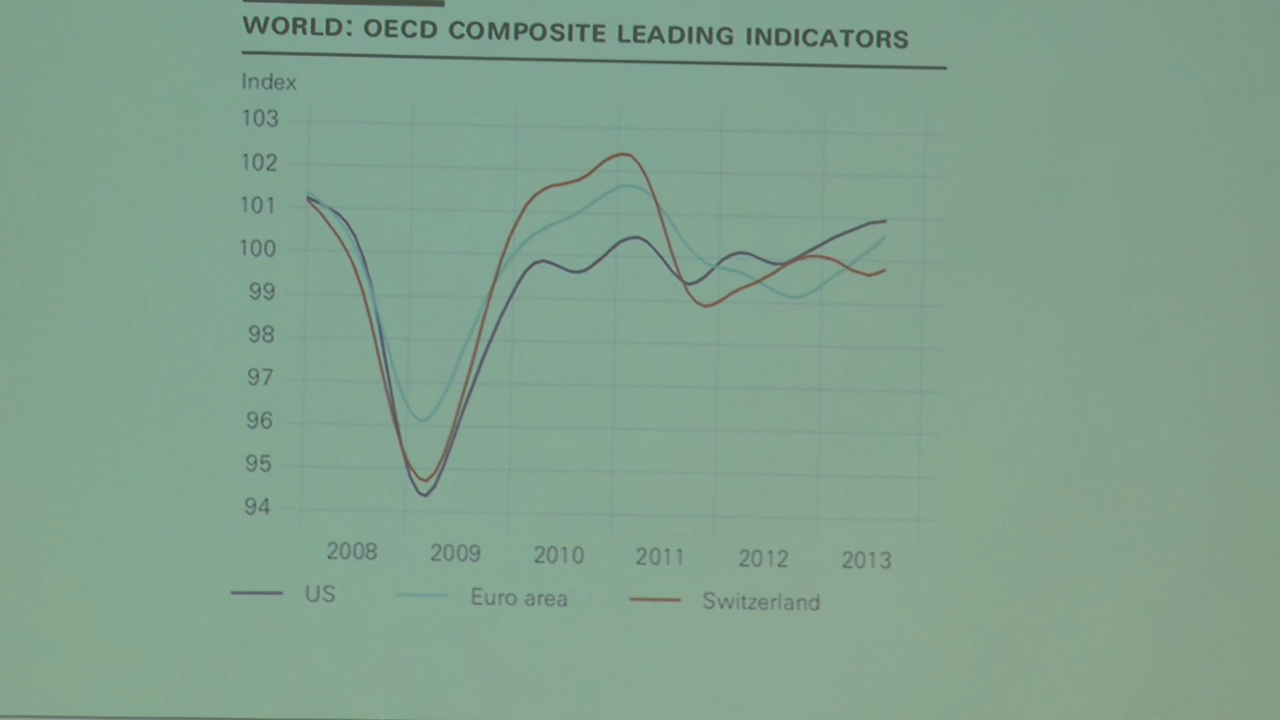 WORLD: OECD COMPOSITE LEADING INDICATORS
Index
103
102
101
100
99
98
97
96
95
94
2008 2009 2010 2011 2012 2013
US Euro area Switzerland